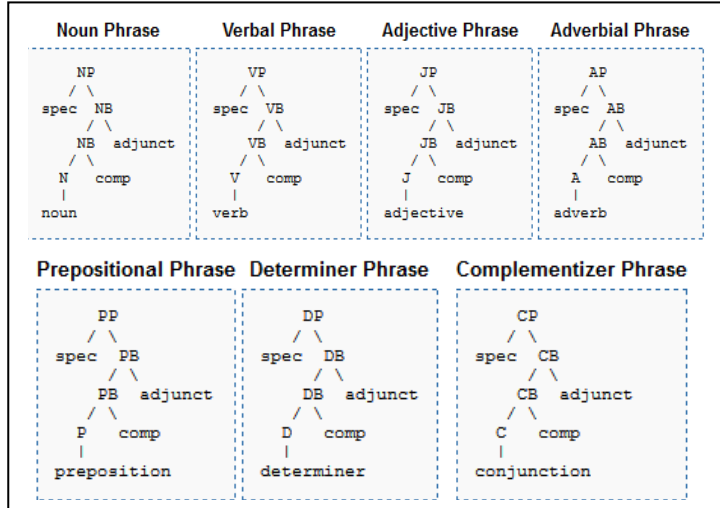 Noun Phrase Verbal Phrase Adjective Phrase Adverbial Phrase
NP VP JP AP
/ \ / \ / \ / \
spec NB spec VB spec JB spec AB
/ \ / \ / \ / \
NB adjunct VB adjunct JB adjunct AB adjunct
/ \ / \ / \ / \
N comp V comp J comp A comp
| | | |
noun verb adjective adverb
Prepositional Phrase Determiner Phrase Complementizer Phrase
PP DP CP
/ \ / \ / \
spec PB spec DB spec CB
/ \ / \ / \
PB adjunct DB adjunct CB adjunct
/ \ / \ / \
P comp D comp C comp
| | |
preposition determiner conjunction